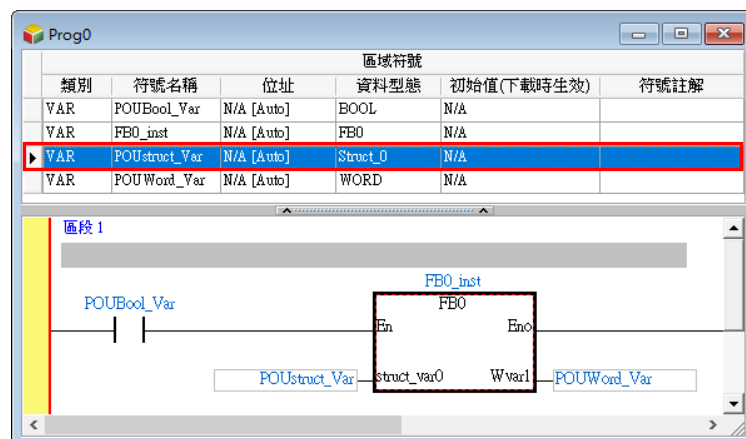 Prog0
區域符號
類別 符號名稱 位址 資料型態 初始值(下載時生效) 符號註解
VAR POUBool_Var N/A [Auto] BOOL N/A
VAR FB0_inst N/A [Auto] FB0 N/A
VAR POUstruct_Var N/A [Auto] Struct_0 N/A
VAR POUWord_Var N/A [Auto] WORD N/A
區段 1
FB0_inst
POUBool_Var FB0
En Eno
POUstruct_Var struct_var0 Wvar1 POUWord_Var